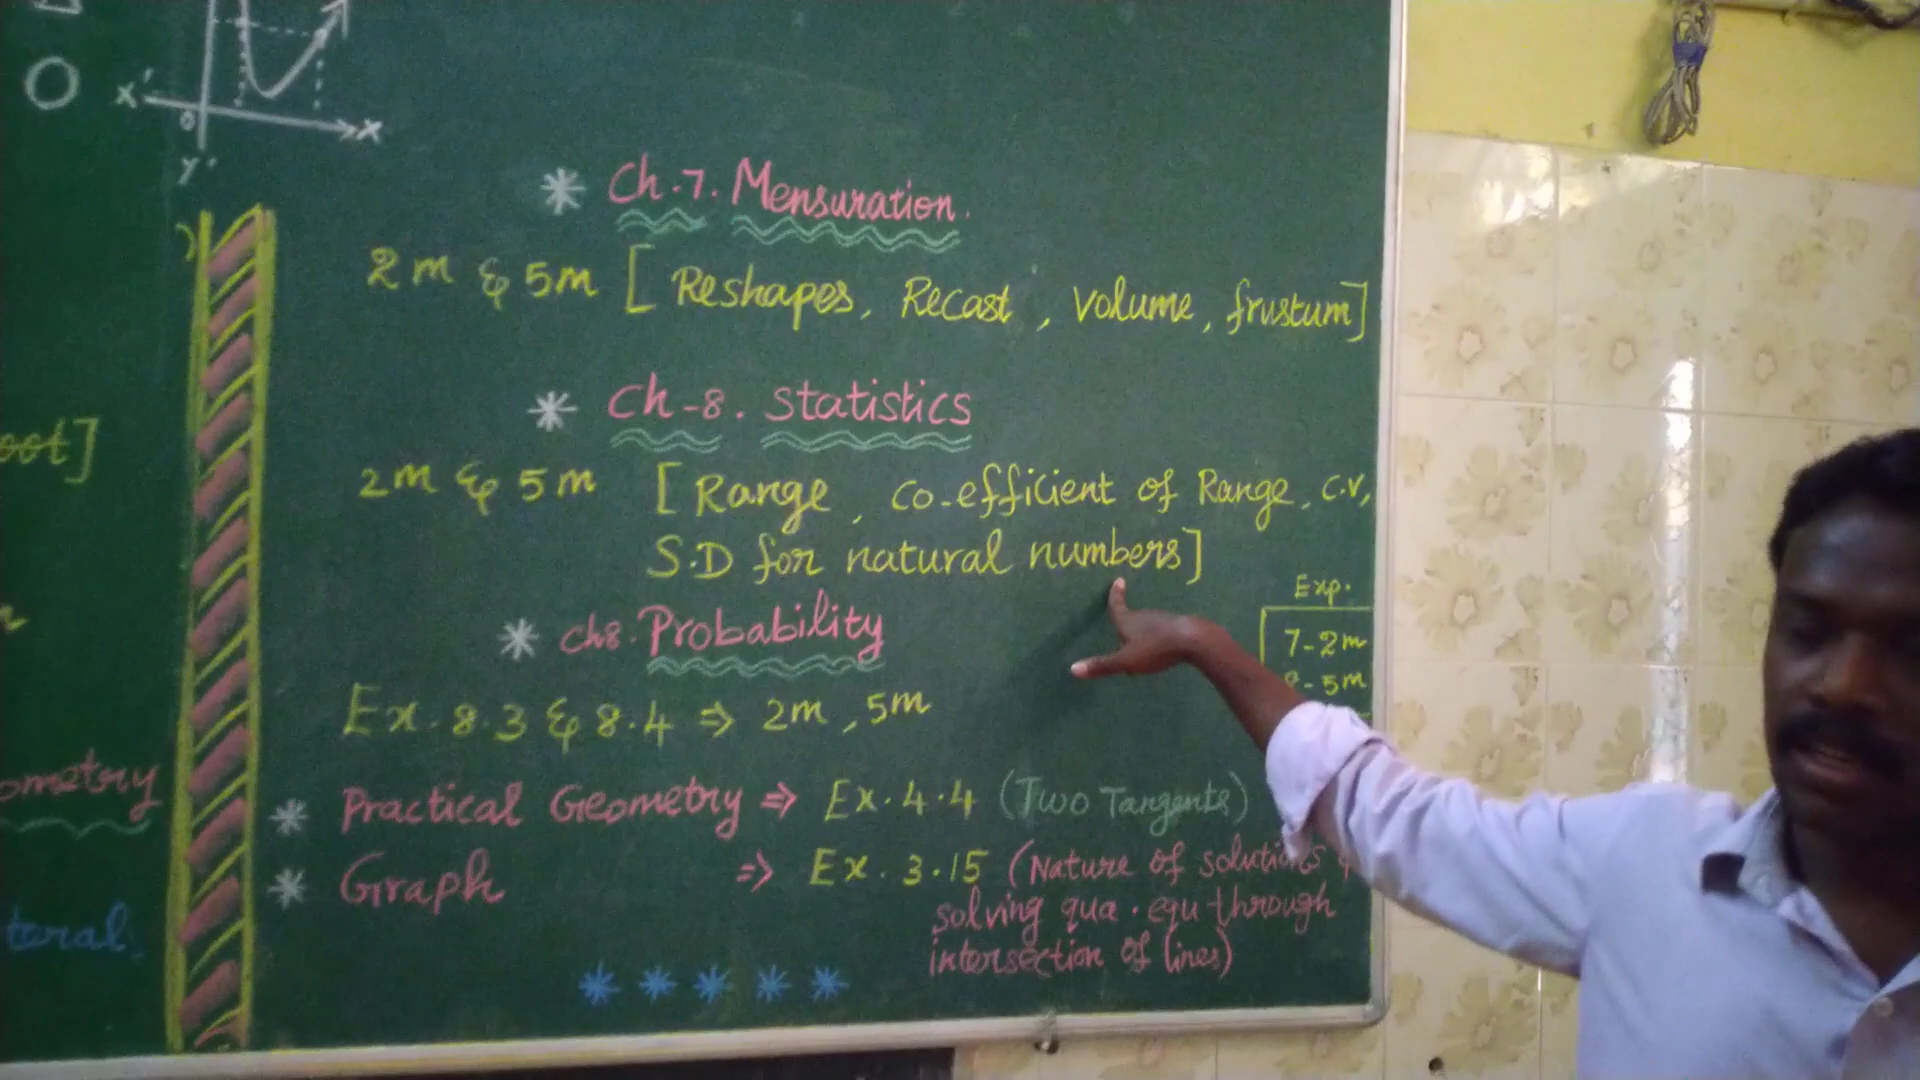 O
X'
X
0
Y'
* Ch.7. Mensuration.
2m & 5m [Reshapes, Recast, volume, frustum]
* Ch-8. Statistics
oot]
2m & 5m [Range, co-efficient of Range, C.V,
S.D for natural numbers]
Exp.
7-2m
5m
* Ch8. Probability
Ex. 8.3 & 8.4 ⇒ 2m, 5m
ometry
* Practical Geometry ⇒ Ex. 4.4 (Two Tangents)
* Graph ⇒ Ex. 3.15 (Nature of solutions
solving qua. equ through
intersection of lines)
teral.
* * * * *